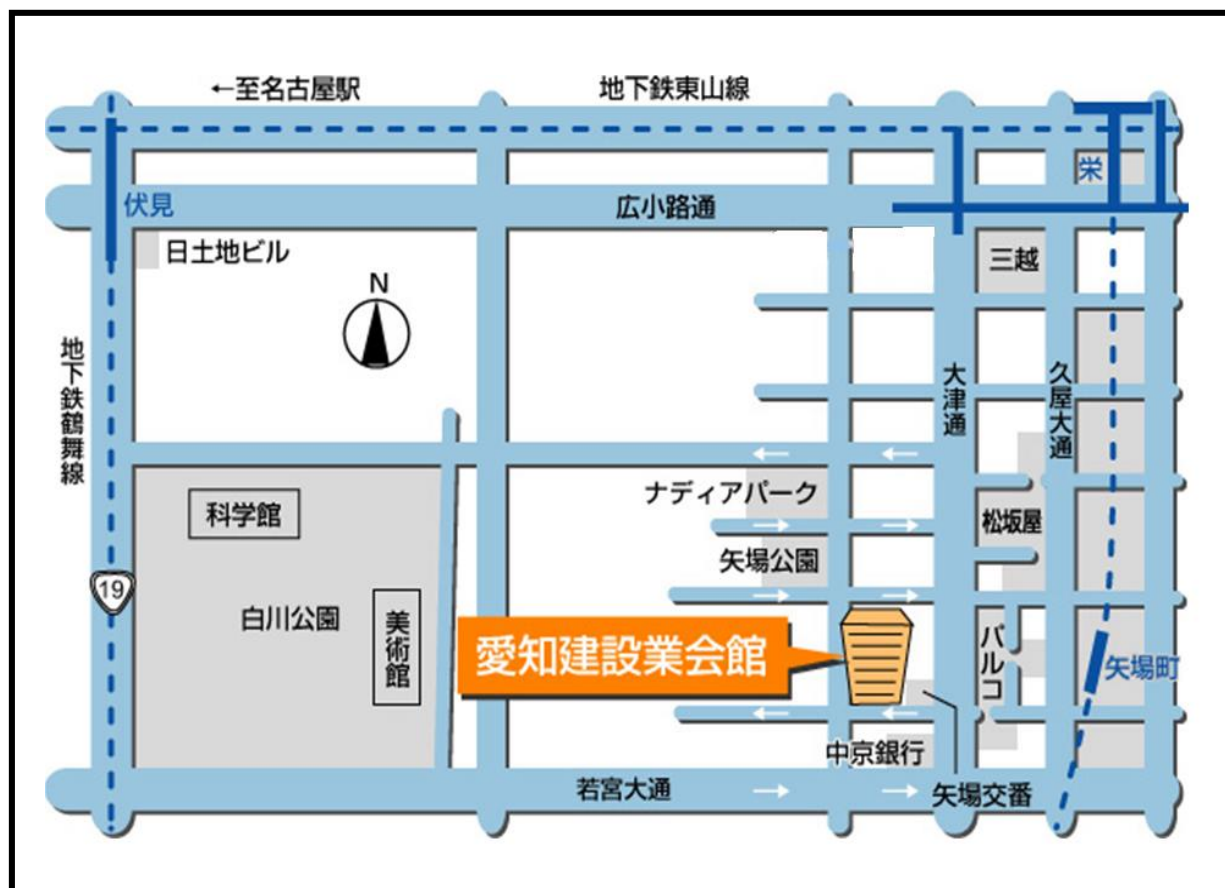 ←至名古屋駅
地下鉄東山線
栄
伏見
広小路通
日土地ビル
三越
N
地下鉄鶴舞線
大津通
久屋大通
ナディアパーク
科学館
松坂屋
矢場公園
19
白川公園
美術館
愛知建設業会館
パルコ
矢場町
中京銀行
若宮大通
矢場交番